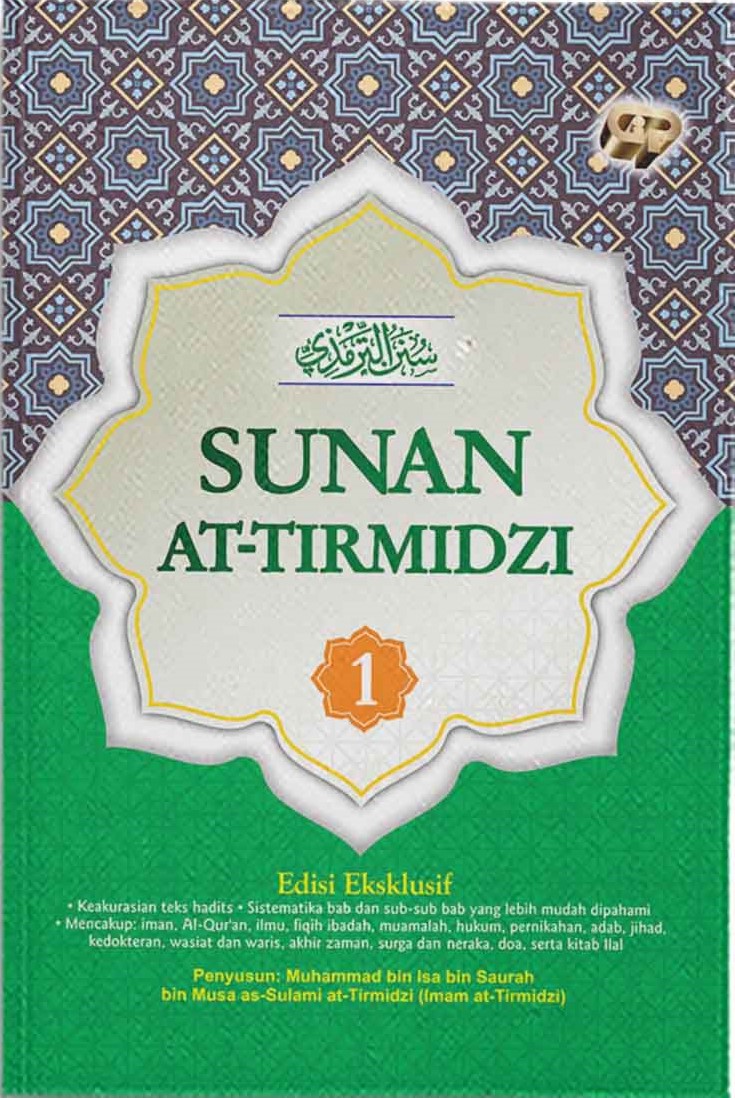 سُنَنُ التِّرْمِذِيّ
SUNAN
AT-TIRMIDZI
1
Edisi Eksklusif
• Keakurasian teks hadits • Sistematika bab dan sub-sub bab yang lebih mudah dipahami
• Mencakup: iman, Al-Qur'an, ilmu, fiqih ibadah, muamalah, hukum, pernikahan, adab, jihad,
kedokteran, wasiat dan waris, akhir zaman, surga dan neraka, doa, serta kitab Ilal
Penyusun: Muhammad bin Isa bin Saurah
bin Musa as-Sulami at-Tirmidzi (Imam at-Tirmidzi)